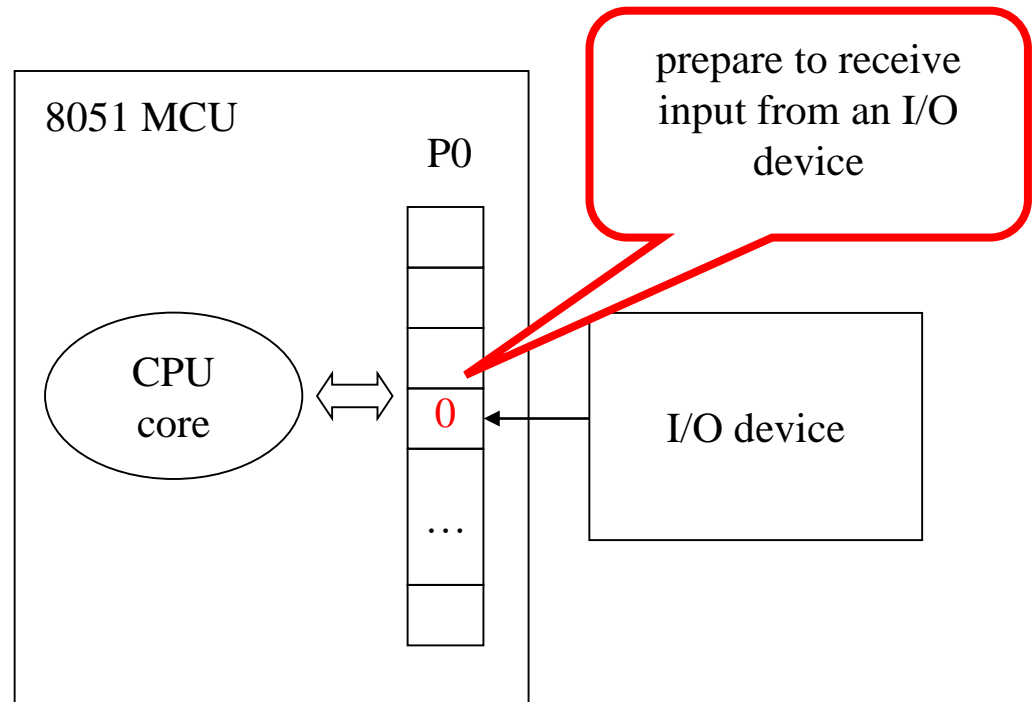 prepare to receive
input from an I/O
device
8051 MCU
P0
CPU
core
0
I/O device
…